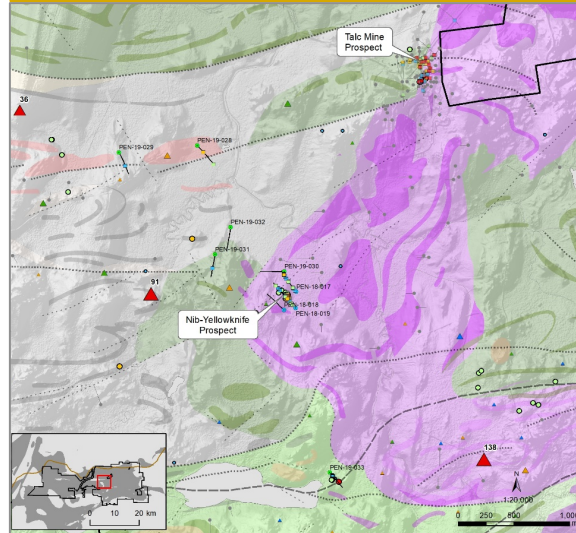 Talc Mine
Prospect
36
PEN-19-029
PEN-19-028
PEN-19-032
PEN-19-031
91
PEN-19-030
PEN-18-017
PEN-18-018
PEN-18-019
Nib-Yellowknife
Prospect
138
PEN-18-033
N
1:20,000
0 250 500 1,000
m
0 10 20 km